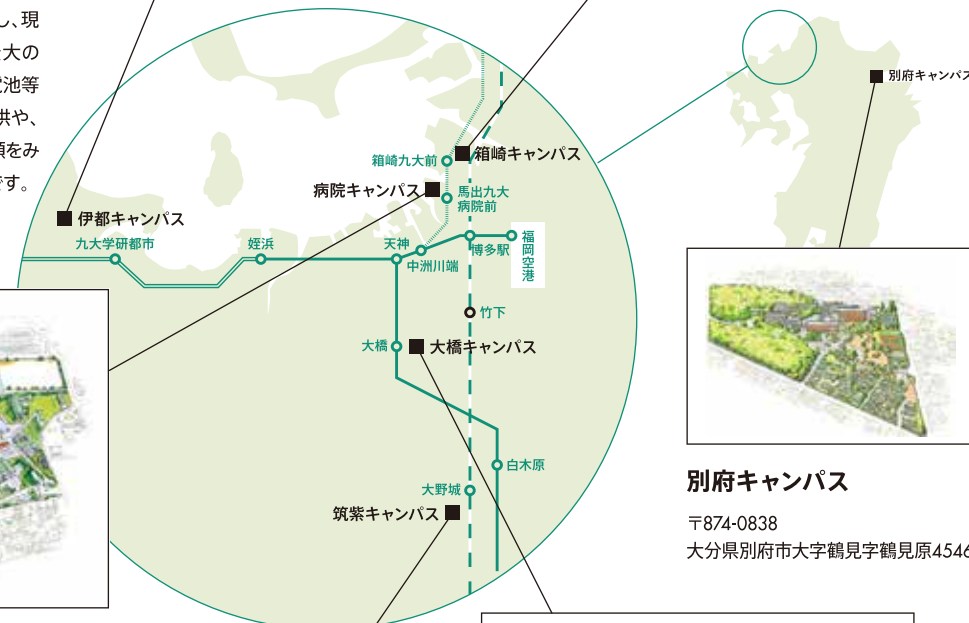 し、現
大の
池等
供や、
頼をみ
です。
別府キャンパス
箱崎九大前
箱崎キャンパス
病院キャンパス
馬出九大
病院前
伊都キャンパス
九大学研都市
姪浜
天神
中洲川端
博多駅
福岡空港
竹下
大橋
大橋キャンパス
白木原
大野城
筑紫キャンパス
別府キャンパス
〒874-0838
大分県別府市大字鶴見字鶴見原4546